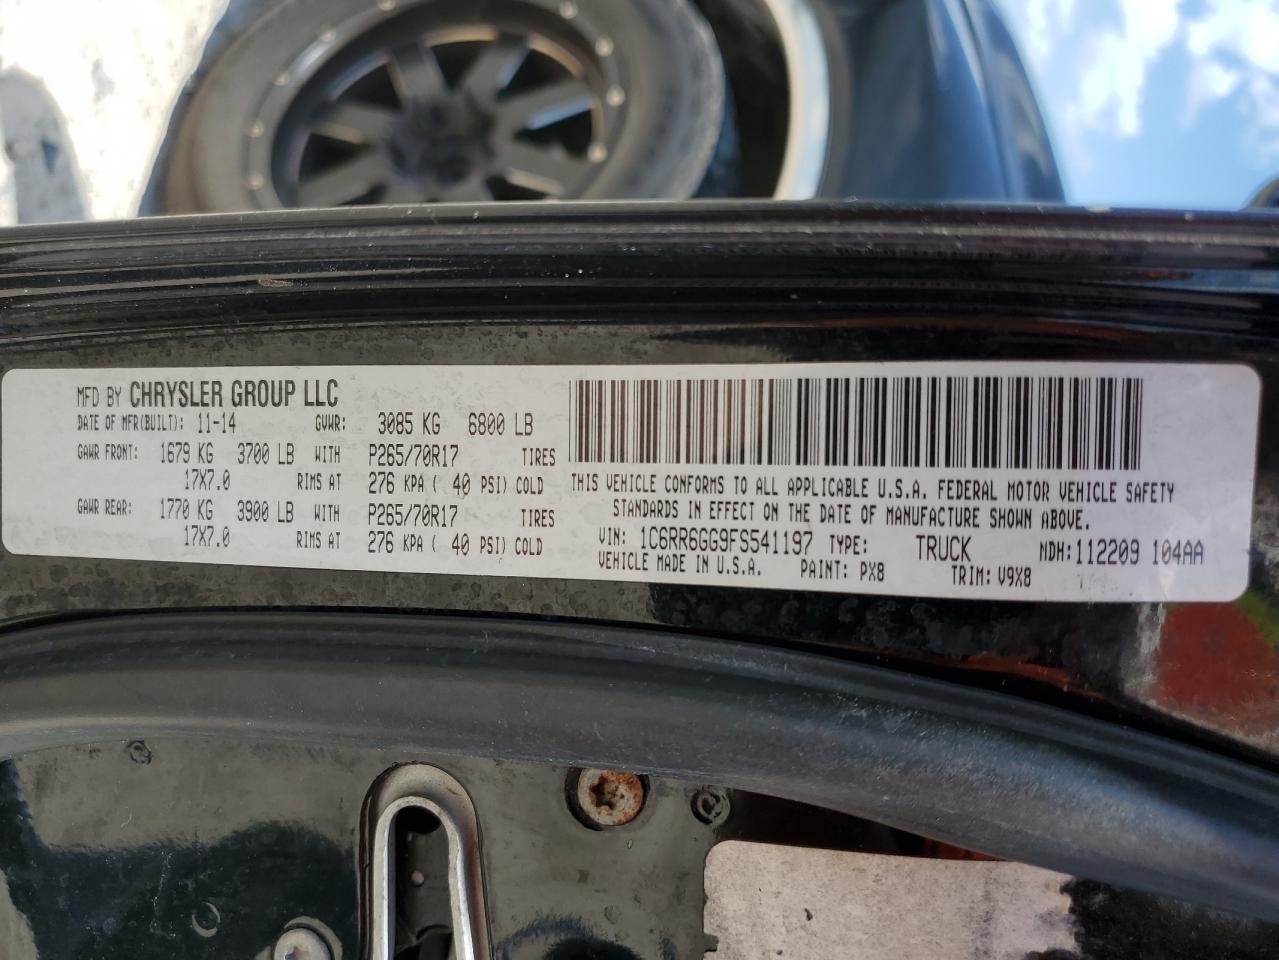 MFD BY CHRYSLER GROUP LLC
DATE OF MFR(BUILT): 11-14 GVWR: 3085 KG 6800 LB
GAWR FRONT: 1679 KG 3700 LB WITH P265/70R17 TIRES
17X7.0 RIMS AT 276 KPA ( 40 PSI) COLD
GAWR REAR: 1770 KG 3900 LB WITH P265/70R17 TIRES
17X7.0 RIMS AT 276 KPA ( 40 PSI) COLD
THIS VEHICLE CONFORMS TO ALL APPLICABLE U.S.A. FEDERAL MOTOR VEHICLE SAFETY
STANDARDS IN EFFECT ON THE DATE OF MANUFACTURE SHOWN ABOVE.
VIN: 1C6RR6GG9FS541197 TYPE: TRUCK MDH:112209 104AA
VEHICLE MADE IN U.S.A. PAINT: PX8 TRIM: V9X8